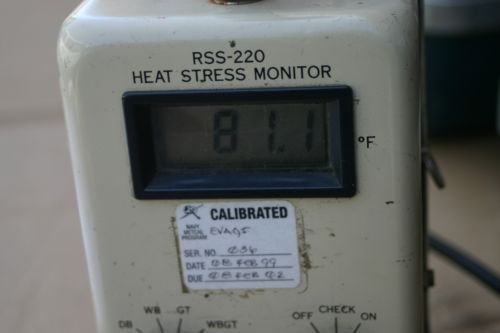 RSS-220
HEAT STRESS MONITOR
81.1
°F
CALIBRATED
NAVY
METCAL
PROGRAM
SER. NO. 036
DATE 08 FEB 99
DUE 08 FEB 02
OFF CHECK ON
DB WB GT WBGT